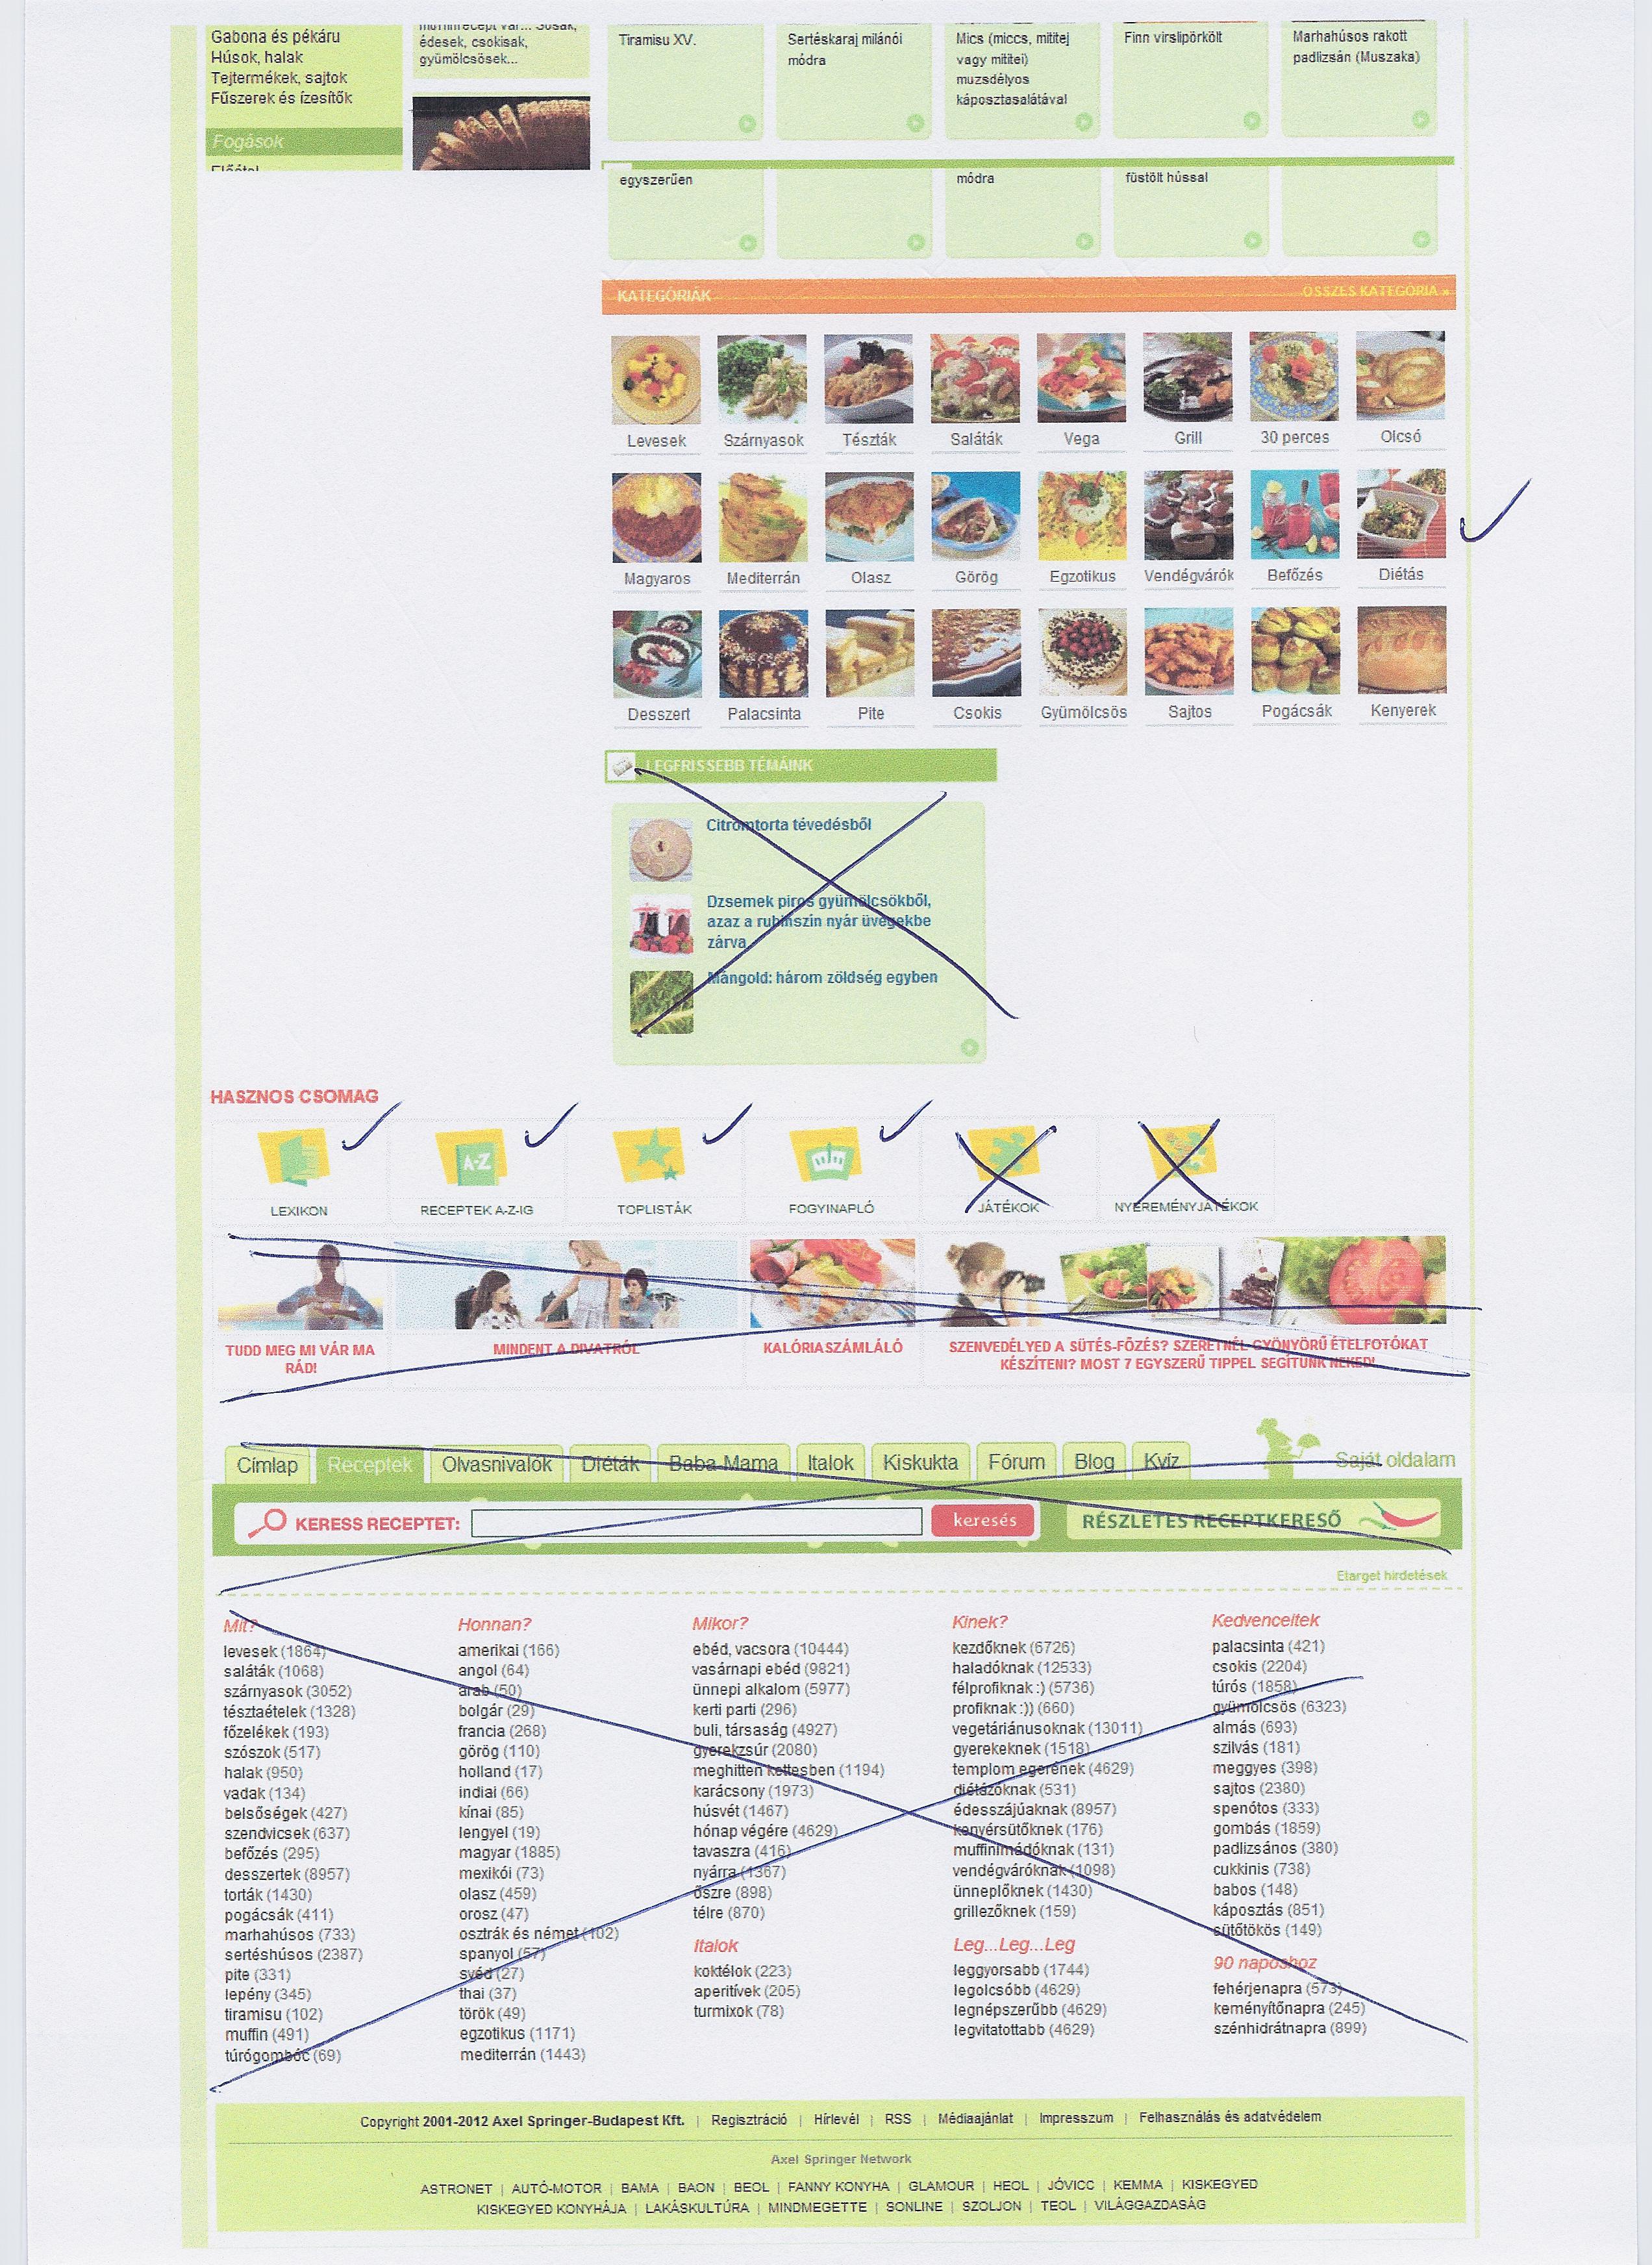 Gabona és pékáru
Húsok, halak
Tejtermékek, sajtok
Fűszerek és ízesítők
Fogások
Előétel
édesek, csokisak,
gyümölcsösek...
Tiramisu XV.
Sertéskaraj milánói
módra
Mics (miccs, mititej
vagy mititei)
muzsdélyos
káposztasalátával
Finn virslipörkölt
Marhahúsos rakott
padlizsán (Muszaka)
egyszerűen
módra
füstölt hússal
KATEGÓRIÁK
ÖSSZES KATEGÓRIA »
Levesek Szárnyasok Tészták Saláták Vega Grill 30 perces Olcsó
Magyaros Mediterrán Olasz Görög Egzotikus Vendégvárók Befőzés Diétás
Desszert Palacsinta Pite Csokis Gyümölcsös Sajtos Pogácsák Kenyerek
LEGFRISSEBB TÉMÁINK
Citromtorta tévedésből
Dzsemek piros gyümölcsökből,
azaz a rubinszín nyár üvegekbe
zárva
Mángold: három zöldség egyben
HASZNOS CSOMAG
A-Z
LEXIKON RECEPTEK A-Z-IG TOPLISTÁK FOGYINAPLÓ JÁTÉKOK NYEREMÉNYJÁTÉKOK
TUDD MEG MI VÁR MA
RÁD!
MINDENT A DIVATRÓL
KALÓRIASZÁMLÁLÓ
SZENVEDÉLYED A SÜTÉS-FŐZÉS? SZERETNÉL GYÖNYÖRŰ ÉTELFOTÓKAT
KÉSZÍTENI? MOST 7 EGYSZERŰ TIPPEL SEGÍTÜNK NEKED!
Címlap Receptek Olvasnivalók Diéták Baba-Mama Italok Kiskukta Fórum Blog Kvíz Saját oldalam
KERESS RECEPTET: keresés RÉSZLETES RECEPTKERESŐ
Etarget hirdetések
Mit?
levesek (1864)
saláták (1068)
szárnyasok (3052)
tésztaételek (1328)
főzelékek (193)
szószok (517)
halak (950)
vadak (134)
belsőségek (427)
szendvicsek (637)
befőzés (295)
desszertek (8957)
torták (1430)
pogácsák (411)
marhahúsos (733)
sertéshúsos (2387)
pite (331)
lepény (345)
tiramisu (102)
muffin (491)
túrógombóc (69)
Honnan?
amerikai (166)
angol (64)
arab (50)
bolgár (29)
francia (268)
görög (110)
holland (17)
indiai (66)
kínai (85)
lengyel (19)
magyar (1885)
mexikói (73)
olasz (459)
orosz (47)
osztrák és német (102)
spanyol (57)
svéd (27)
thai (37)
török (49)
egzotikus (1171)
mediterrán (1443)
Mikor?
ebéd, vacsora (10444)
vasárnapi ebéd (9821)
ünnepi alkalom (5977)
kerti parti (296)
buli, társaság (4927)
gyerekzsúr (2080)
meghitten kettesben (1194)
karácsony (1973)
húsvét (1467)
hónap végére (4629)
tavaszra (416)
nyárra (1367)
őszre (898)
télre (870)
Italok
koktélok (223)
aperitívek (205)
turmixok (78)
Kinek?
kezdőknek (6726)
haladóknak (12533)
félprofiknak :) (5736)
profiknak :)) (660)
vegetáriánusoknak (13011)
gyerekeknek (1518)
templom egerének (4629)
diétázóknak (531)
édesszájúaknak (8957)
kenyérsütőknek (176)
muffinimádóknak (131)
vendégváróknak (1098)
ünneplőknek (1430)
grillezőknek (159)
Leg...Leg...Leg
leggyorsabb (1744)
legolcsóbb (4629)
legnépszerűbb (4629)
legvitatottabb (4629)
Kedvenceitek
palacsinta (421)
csokis (2204)
túrós (1858)
gyümölcsös (6323)
almás (693)
szilvás (181)
meggyes (398)
sajtos (2380)
spenótos (333)
gombás (1859)
padlizsános (380)
cukkinis (738)
babos (148)
káposztás (851)
sütőtökös (149)
90 naposhoz
fehérjenapra (573)
keményítőnapra (245)
szénhidrátnapra (899)
Copyright 2001-2012 Axel Springer-Budapest Kft. | Regisztráció | Hírlevél | RSS | Médiaajánlat | Impresszum | Felhasználás és adatvédelem
Axel Springer Network
ASTRONET | AUTÓ-MOTOR | BAMA | BAON | BEOL | FANNY KONYHA | GLAMOUR | HEOL | JÓVICC | KEMMA | KISKEGYED
KISKEGYED KONYHÁJA | LAKÁSKULTÚRA | MINDMEGETTE | SONLINE | SZOLJON | TEOL | VILÁGGAZDASÁG